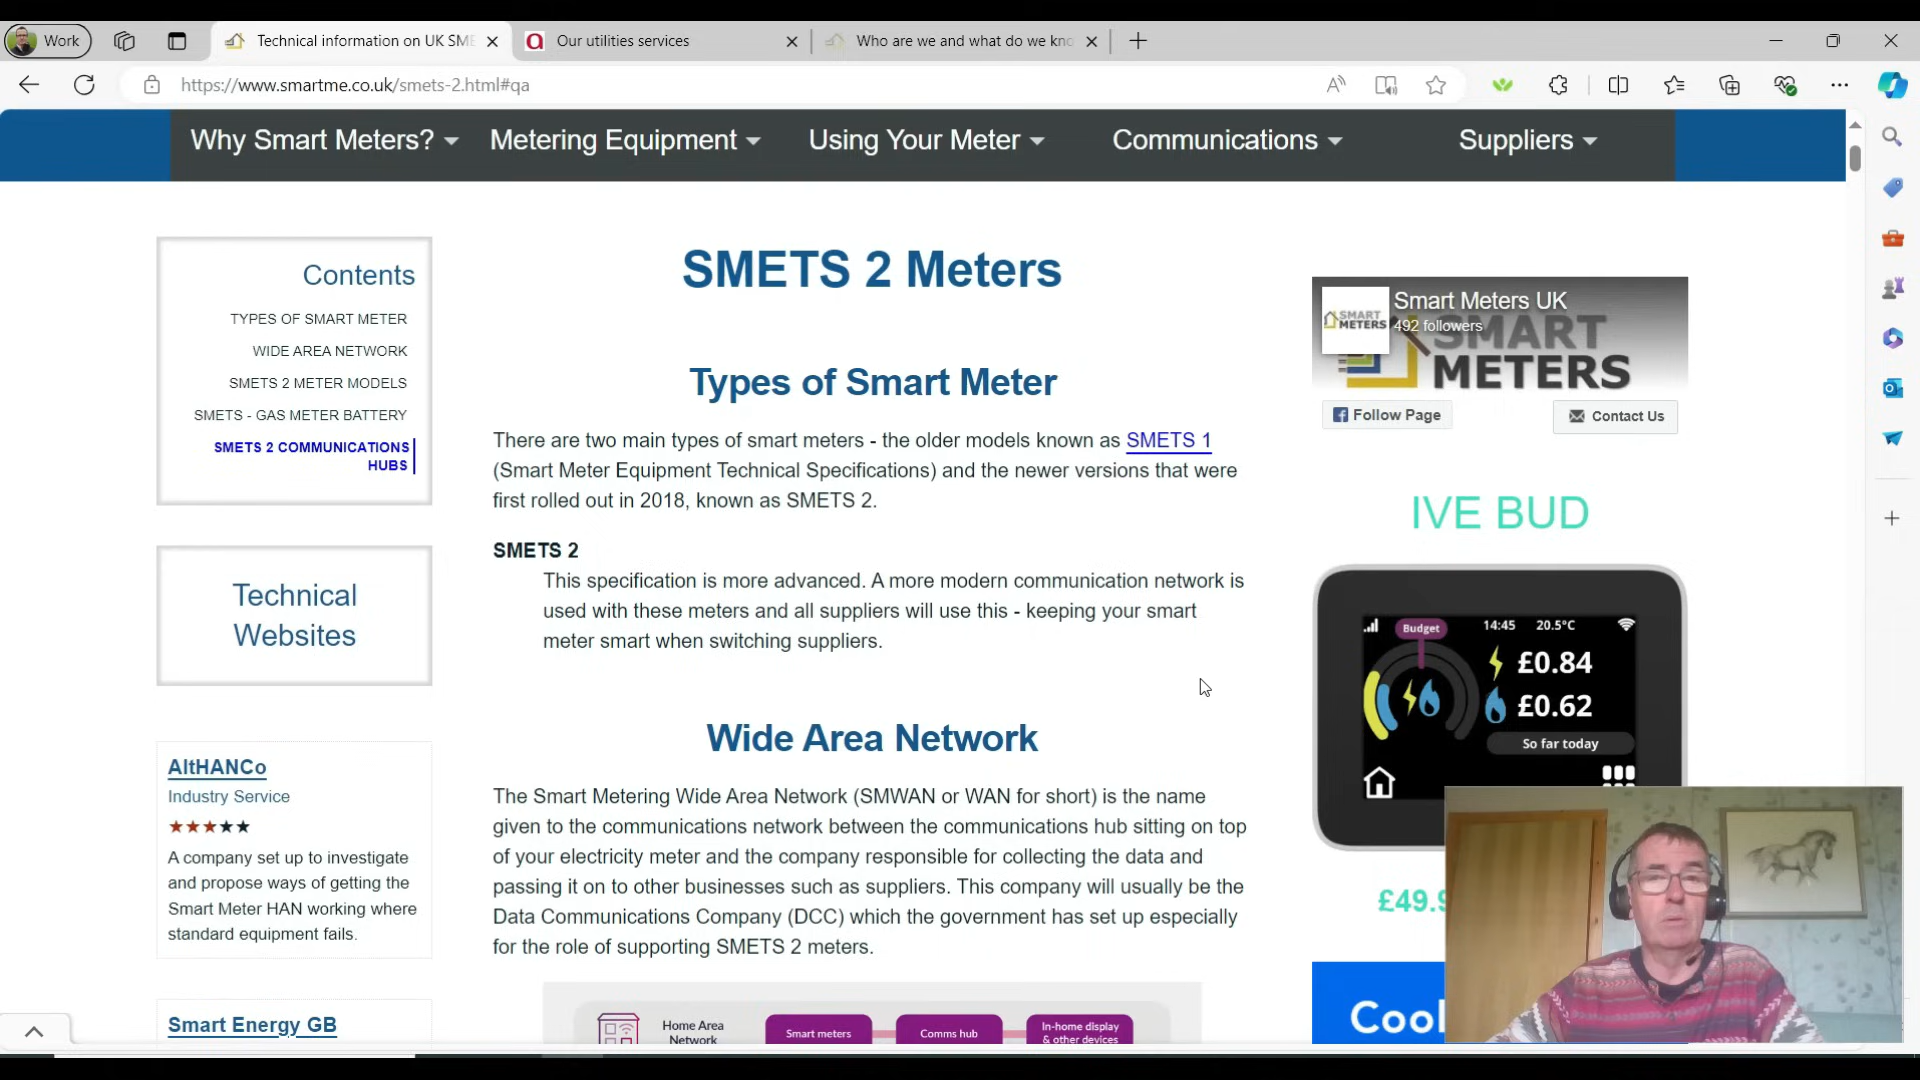 Work
Technical information on UK SME
Our utilities services
Who are we and what do we kno
https://www.smartme.co.uk/smets-2.html#qa
Why Smart Meters?
Metering Equipment
Using Your Meter
Communications
Suppliers
Contents
TYPES OF SMART METER
WIDE AREA NETWORK
SMETS 2 METER MODELS
SMETS - GAS METER BATTERY
SMETS 2 COMMUNICATIONS
HUBS
Technical
Websites
AltHANCo
Industry Service
★★★★★
A company set up to investigate
and propose ways of getting the
Smart Meter HAN working where
standard equipment fails.
Smart Energy GB
SMETS 2 Meters
Types of Smart Meter
There are two main types of smart meters - the older models known as SMETS 1
(Smart Meter Equipment Technical Specifications) and the newer versions that were
first rolled out in 2018, known as SMETS 2.
SMETS 2
This specification is more advanced. A more modern communication network is
used with these meters and all suppliers will use this - keeping your smart
meter smart when switching suppliers.
Wide Area Network
The Smart Metering Wide Area Network (SMWAN or WAN for short) is the name
given to the communications network between the communications hub sitting on top
of your electricity meter and the company responsible for collecting the data and
passing it on to other businesses such as suppliers. This company will usually be the
Data Communications Company (DCC) which the government has set up especially
for the role of supporting SMETS 2 meters.
Home Area
Network
Smart meters
Comms hub
In-home display
& other devices
Smart Meters UK
492 followers
SMART
METERS
SMART
METERS
Follow Page
Contact Us
IVE BUD
Budget
14:45
20.5°C
£0.84
£0.62
So far today
£49.9
Cool